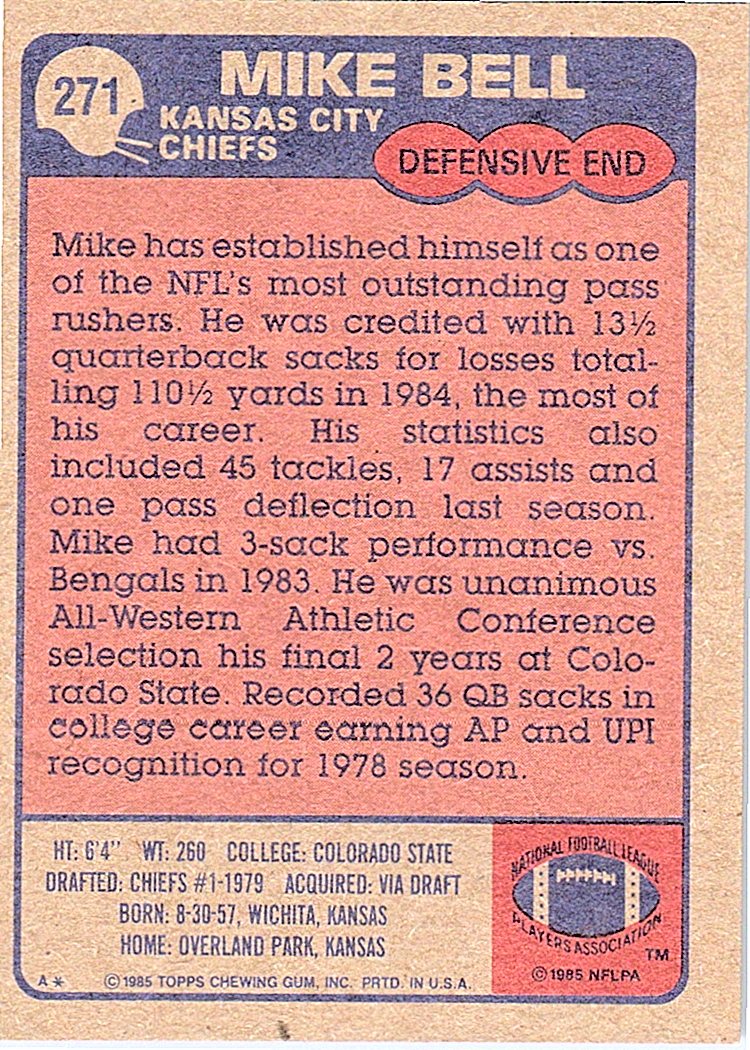 271
MIKE BELL
KANSAS CITY
CHIEFS
DEFENSIVE END
Mike has established himself as one
of the NFL's most outstanding pass
rushers. He was credited with 13½
quarterback sacks for losses total-
ling 110½ yards in 1984, the most of
his career. His statistics also
included 45 tackles, 17 assists and
one pass deflection last season.
Mike had 3-sack performance vs.
Bengals in 1983. He was unanimous
All-Western Athletic Conference
selection his final 2 years at Colo-
rado State. Recorded 36 QB sacks in
college career earning AP and UPI
recognition for 1978 season.
HT: 6'4" WT: 260 COLLEGE: COLORADO STATE
DRAFTED: CHIEFS #1-1979 ACQUIRED: VIA DRAFT
BORN: 8-30-57, WICHITA, KANSAS
HOME: OVERLAND PARK, KANSAS
A* ©1985 TOPPS CHEWING GUM, INC. PRTD. IN U.S.A.
NATIONAL FOOTBALL LEAGUE
PLAYERS ASSOCIATION
TM
©1985 NFLPA